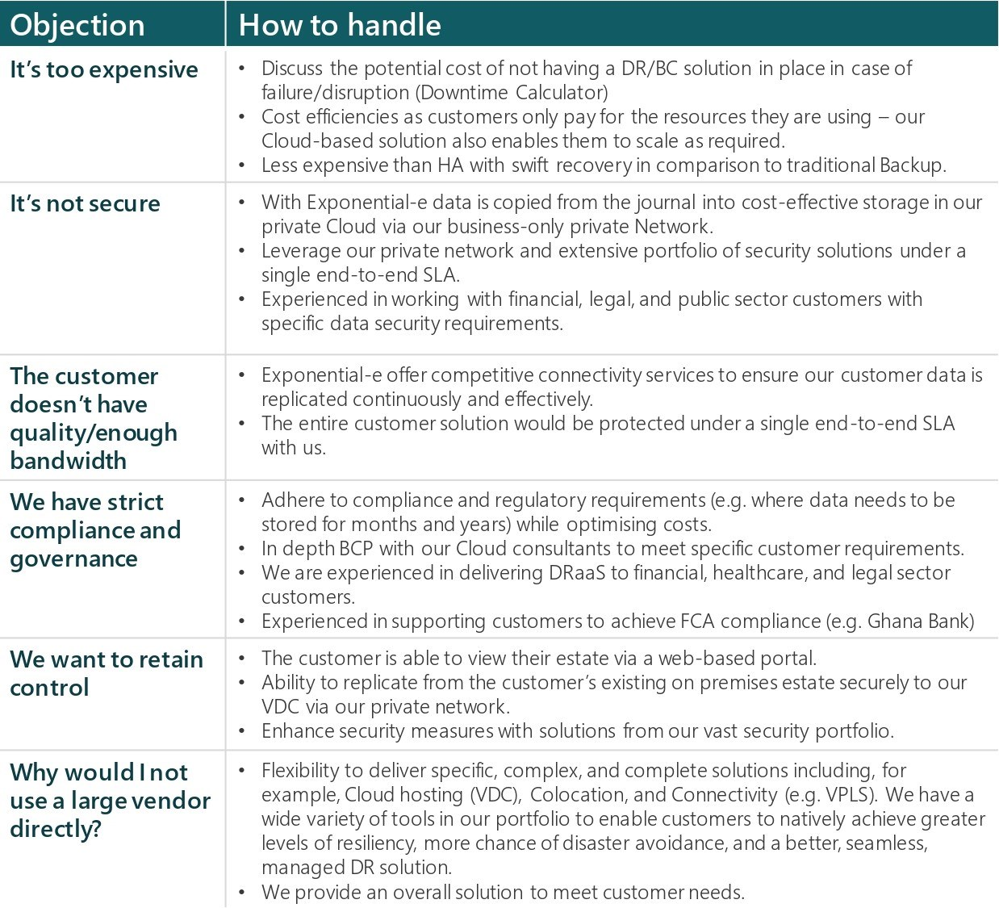 Objection
How to handle
It's too expensive
• Discuss the potential cost of not having a DR/BC solution in place in case of
failure/disruption (Downtime Calculator)
• Cost efficiencies as customers only pay for the resources they are using – our
Cloud-based solution also enables them to scale as required.
• Less expensive than HA with swift recovery in comparison to traditional Backup.
It's not secure
• With Exponential-e data is copied from the journal into cost-effective storage in our
private Cloud via our business-only private Network.
• Leverage our private network and extensive portfolio of security solutions under a
single end-to-end SLA.
• Experienced in working with financial, legal, and public sector customers with
specific data security requirements.
The customer
doesn't have
quality/enough
bandwidth
• Exponential-e offer competitive connectivity services to ensure our customer data is
replicated continuously and effectively.
• The entire customer solution would be protected under a single end-to-end SLA
with us.
We have strict
compliance and
governance
• Adhere to compliance and regulatory requirements (e.g. where data needs to be
stored for months and years) while optimising costs.
• In depth BCP with our Cloud consultants to meet specific customer requirements.
• We are experienced in delivering DRaaS to financial, healthcare, and legal sector
customers.
• Experienced in supporting customers to achieve FCA compliance (e.g. Ghana Bank)
We want to retain
control
• The customer is able to view their estate via a web-based portal.
• Ability to replicate from the customer's existing on premises estate securely to our
VDC via our private network.
• Enhance security measures with solutions from our vast security portfolio.
Why would I not
use a large vendor
directly?
• Flexibility to deliver specific, complex, and complete solutions including, for
example, Cloud hosting (VDC), Colocation, and Connectivity (e.g. VPLS). We have a
wide variety of tools in our portfolio to enable customers to natively achieve greater
levels of resiliency, more chance of disaster avoidance, and a better, seamless,
managed DR solution.
• We provide an overall solution to meet customer needs.